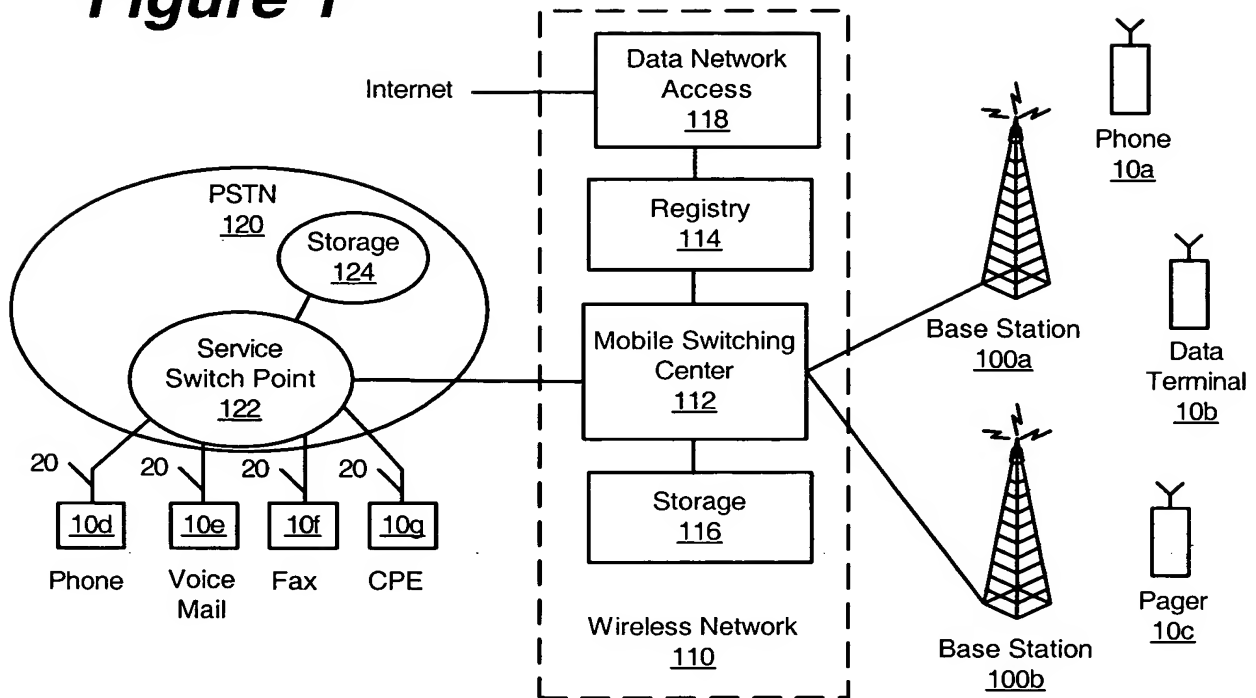 Figure 1
Internet
Data Network
Access
118
PSTN
120
Storage
124
Registry
114
Service
Switch Point
122
Mobile Switching
Center
112
Storage
116
Wireless Network
110
20
20
20
20
10d
10e
10f
10g
Phone
Voice
Mail
Fax
CPE
Base Station
100a
Base Station
100b
Phone
10a
Data
Terminal
10b
Pager
10c